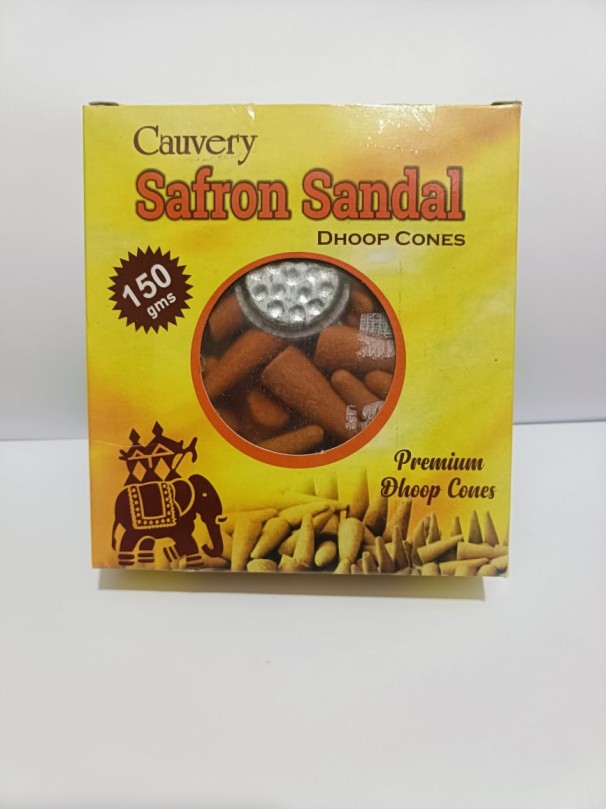 Cauvery
Safron Sandal
DHOOP CONES
150
gms
Premium
Dhoop Cones